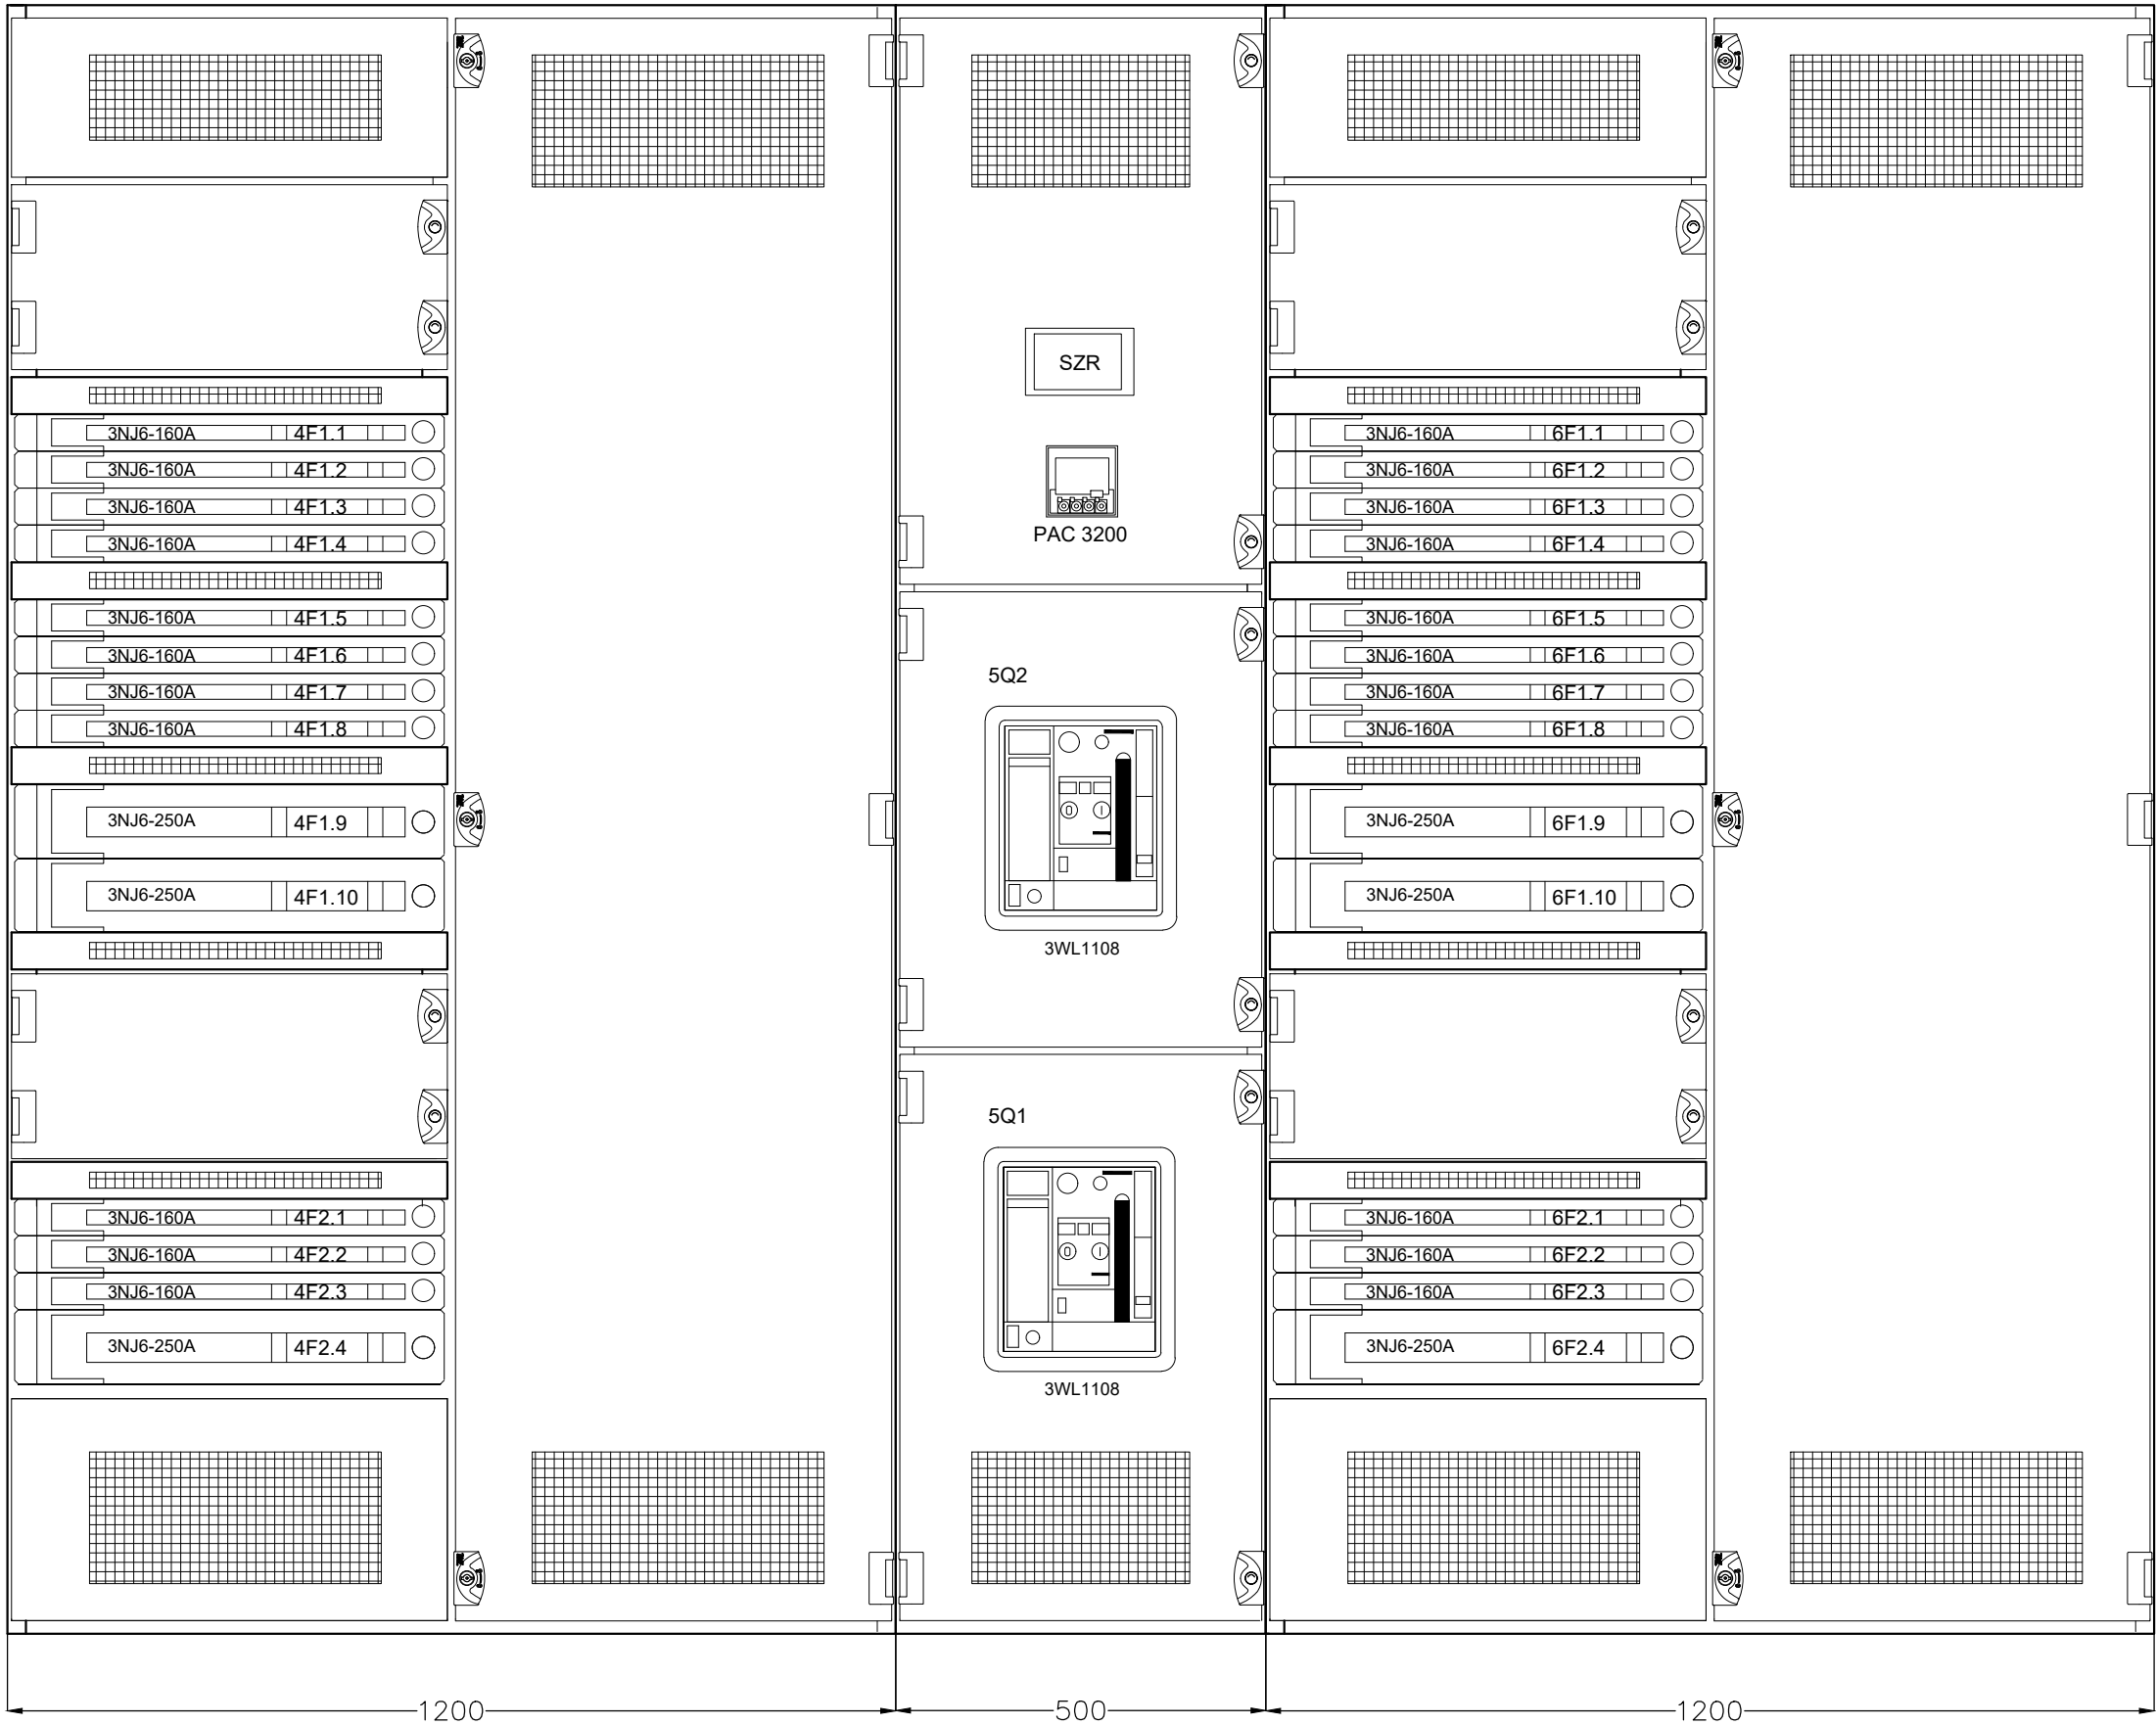 SZR
PAC 3200
3NJ6-160A 4F1.1
3NJ6-160A 4F1.2
3NJ6-160A 4F1.3
3NJ6-160A 4F1.4
3NJ6-160A 4F1.5
3NJ6-160A 4F1.6
3NJ6-160A 4F1.7
3NJ6-160A 4F1.8
3NJ6-250A 4F1.9
3NJ6-250A 4F1.10
3NJ6-160A 4F2.1
3NJ6-160A 4F2.2
3NJ6-160A 4F2.3
3NJ6-250A 4F2.4
5Q2
0 I
3WL1108
5Q1
0 I
3WL1108
3NJ6-160A 6F1.1
3NJ6-160A 6F1.2
3NJ6-160A 6F1.3
3NJ6-160A 6F1.4
3NJ6-160A 6F1.5
3NJ6-160A 6F1.6
3NJ6-160A 6F1.7
3NJ6-160A 6F1.8
3NJ6-250A 6F1.9
3NJ6-250A 6F1.10
3NJ6-160A 6F2.1
3NJ6-160A 6F2.2
3NJ6-160A 6F2.3
3NJ6-250A 6F2.4
1200 500 1200